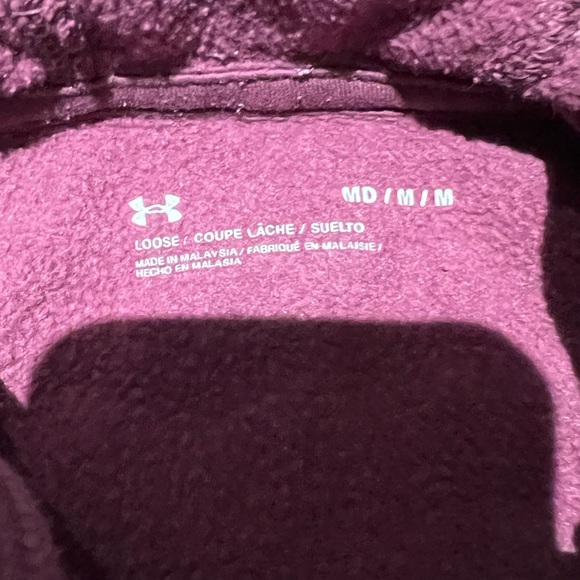 MD / M / M
LOOSE / COUPE LÂCHE / SUELTO
MADE IN MALAYSIA / FABRIQUÉ EN MALAISIE /
HECHO EN MALASIA